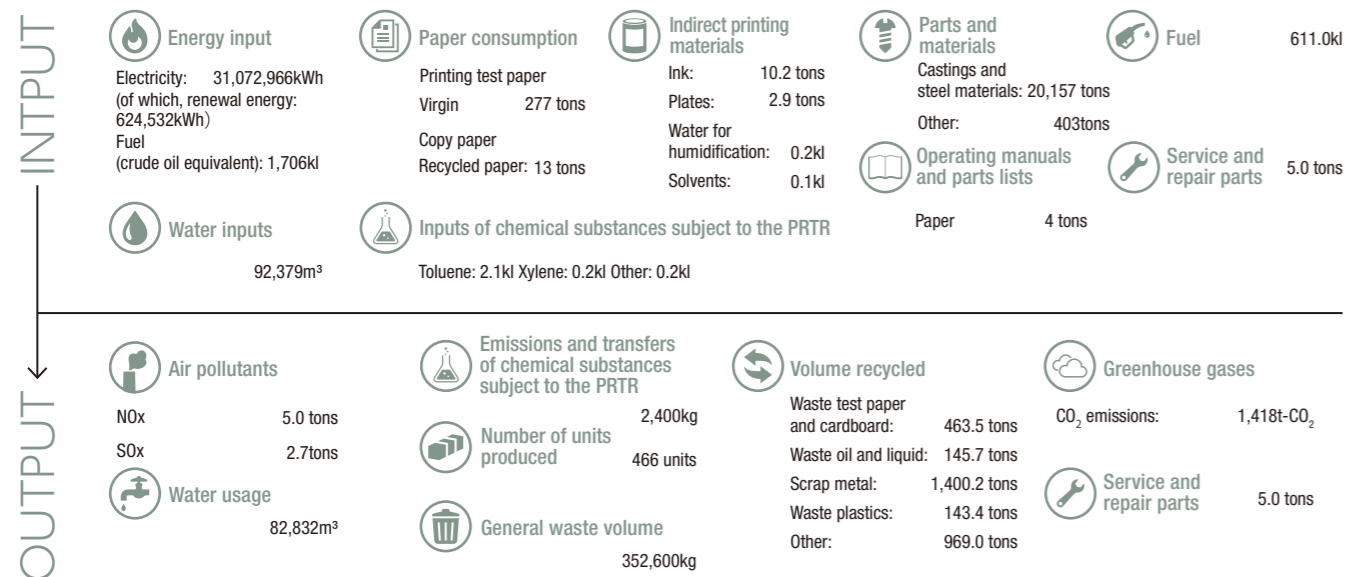 INTPUT
Energy input
Electricity: 31,072,966kWh
(of which, renewal energy:
624,532kWh)
Fuel
(crude oil equivalent): 1,706kl
Paper consumption
Printing test paper
Virgin 277 tons
Copy paper
Recycled paper: 13 tons
Indirect printing
materials
Ink: 10.2 tons
Plates: 2.9 tons
Water for
humidification: 0.2kl
Solvents: 0.1kl
Parts and
materials
Castings and
steel materials: 20,157 tons
Other: 403tons
Fuel 611.0kl
Operating manuals
and parts lists
Paper 4 tons
Service and
repair parts 5.0 tons
Water inputs
92,379m³
Inputs of chemical substances subject to the PRTR
Toluene: 2.1kl Xylene: 0.2kl Other: 0.2kl
OUTPUT
Air pollutants
NOx 5.0 tons
SOx 2.7tons
Water usage
82,832m³
Emissions and transfers
of chemical substances
subject to the PRTR
2,400kg
Number of units
produced 466 units
General waste volume
352,600kg
Volume recycled
Waste test paper
and cardboard: 463.5 tons
Waste oil and liquid: 145.7 tons
Scrap metal: 1,400.2 tons
Waste plastics: 143.4 tons
Other: 969.0 tons
Greenhouse gases
CO₂ emissions: 1,418t-CO₂
Service and
repair parts 5.0 tons